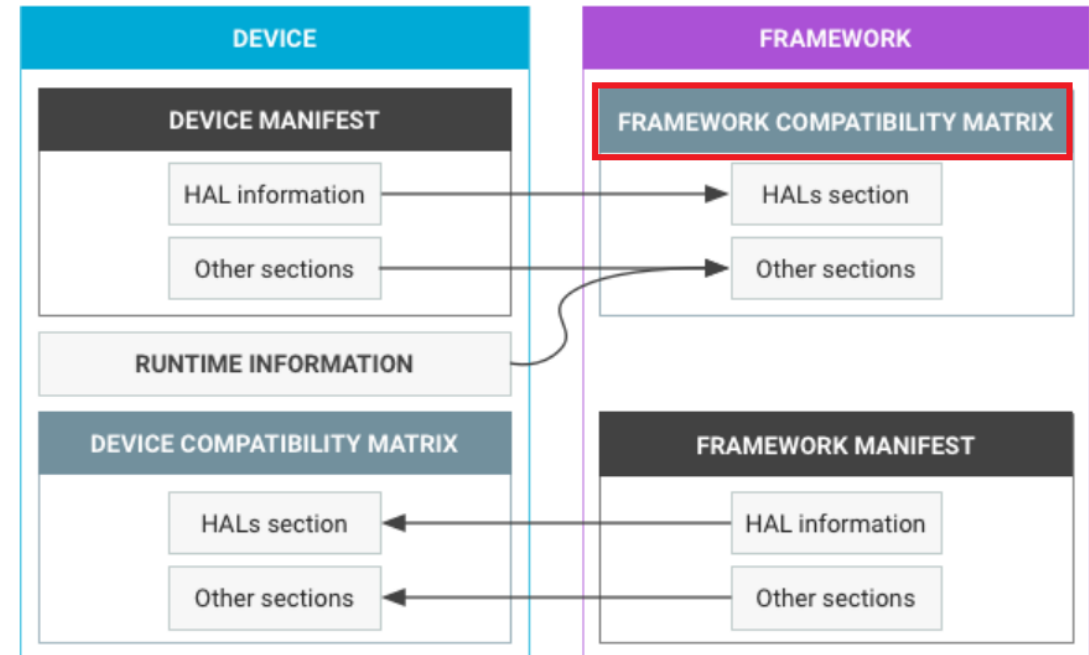 DEVICE
FRAMEWORK
DEVICE MANIFEST
FRAMEWORK COMPATIBILITY MATRIX
HAL information
HALs section
Other sections
Other sections
RUNTIME INFORMATION
DEVICE COMPATIBILITY MATRIX
FRAMEWORK MANIFEST
HALs section
HAL information
Other sections
Other sections